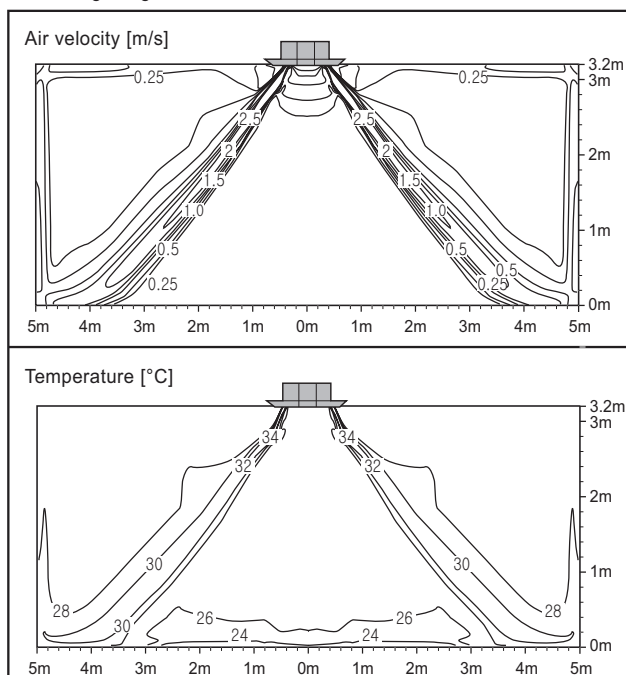 Air velocity [m/s]
3.2m
0.25 0.25 3m
2.5 2.5
2 2 2m
1.5 1.5
1.0 1.0 1m
0.5 0.5 0.5
0.25 0.25
0m
5m 4m 3m 2m 1m 0m 1m 2m 3m 4m 5m
Temperature [°C]
3.2m
34 34 3m
32 32
2m
30 30 1m
28 26 26 28
30 24 24 30
0m
5m 4m 3m 2m 1m 0m 1m 2m 3m 4m 5m